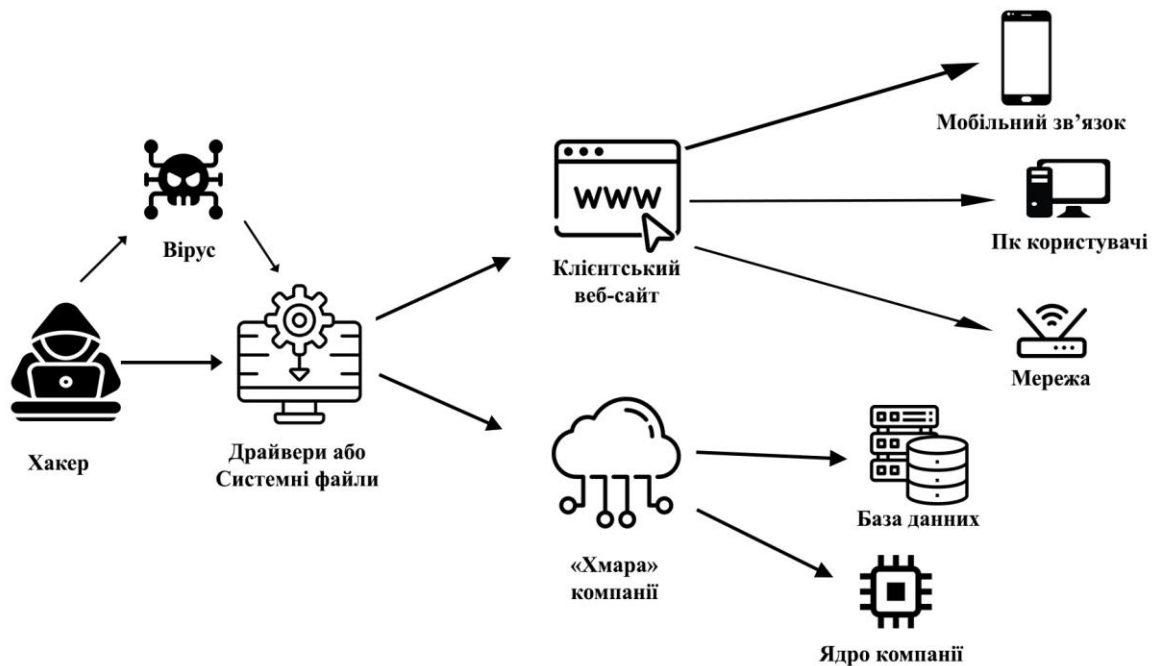 Мобільний зв’язок
Вірус
WWW
Пк користувачі
Клієнтський
веб-сайт
Мережа
Хакер
Драйвери або
Системні файли
База данних
«Хмара»
компанії
Ядро компанії